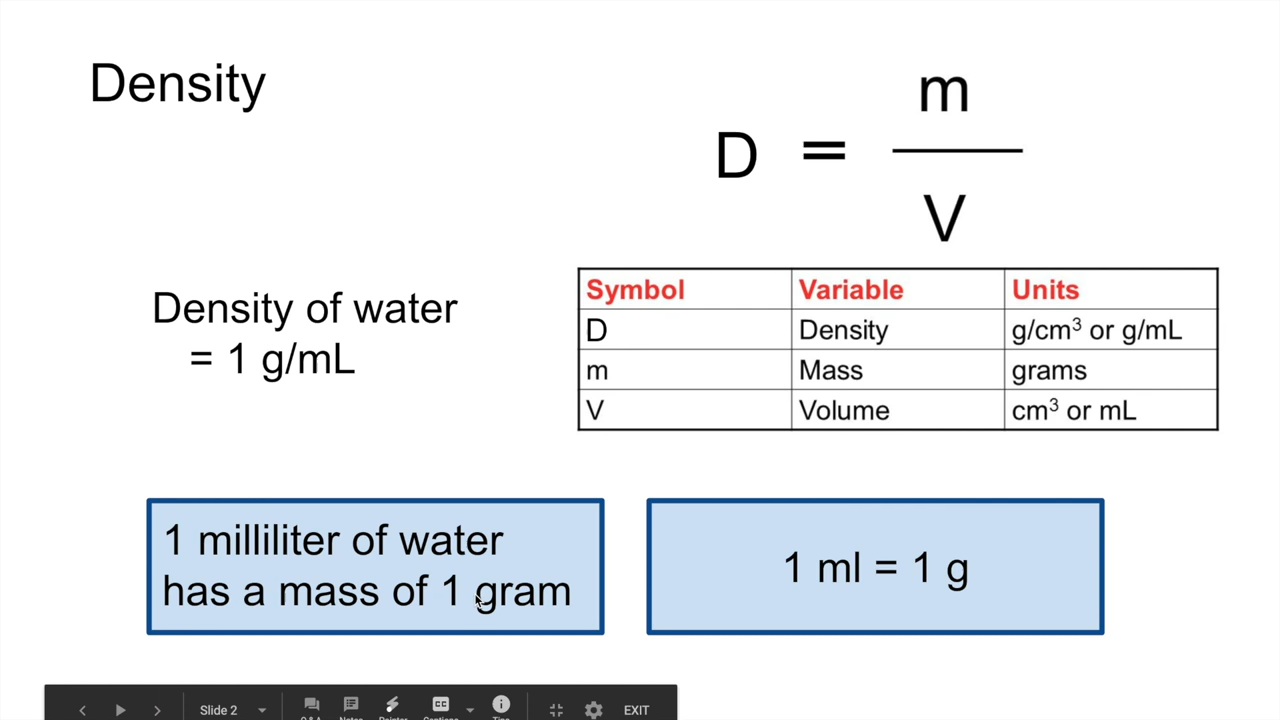 Density
D = m
V
Density of water
= 1 g/mL
Symbol Variable Units
D Density g/cm³ or g/mL
m Mass grams
V Volume cm³ or mL
1 milliliter of water
has a mass of 1 gram
1 ml = 1 g
Slide 2
CC
EXIT